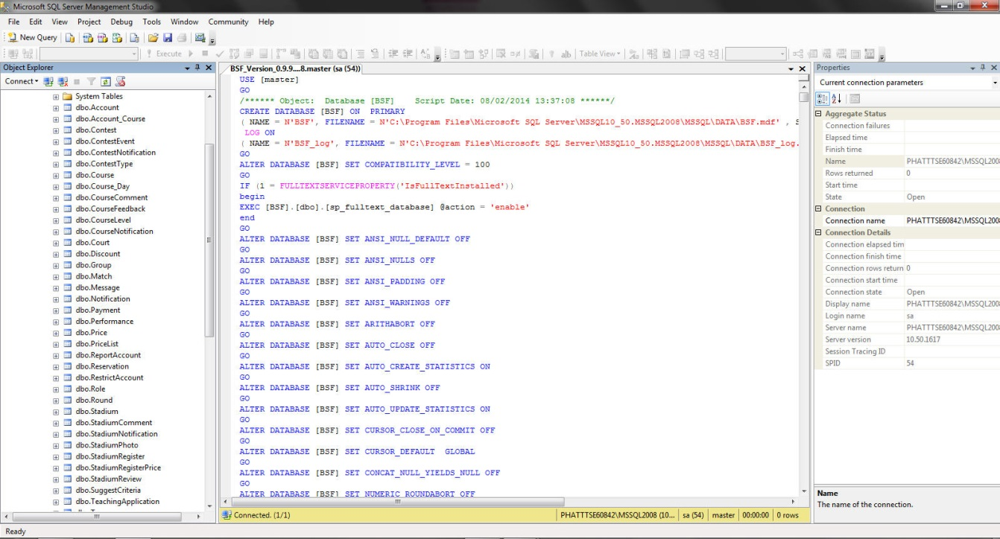 Microsoft SQL Server Management Studio
File Edit View Project Debug Tools Window Community Help
New Query
Execute Table View
Object Explorer
Connect
System Tables
dbo.Account
dbo.Account_Course
dbo.Contest
dbo.ContestEvent
dbo.ContestNotification
dbo.ContestType
dbo.Course
dbo.Course_Day
dbo.CourseComment
dbo.CourseFeedback
dbo.CourseLevel
dbo.CourseNotification
dbo.Court
dbo.Discount
dbo.Group
dbo.Match
dbo.Message
dbo.Notification
dbo.Payment
dbo.Performance
dbo.Price
dbo.PriceList
dbo.ReportAccount
dbo.Reservation
dbo.RestrictAccount
dbo.Role
dbo.Round
dbo.Stadium
dbo.StadiumComment
dbo.StadiumNotification
dbo.StadiumPhoto
dbo.StadiumRegister
dbo.StadiumRegisterPrice
dbo.StadiumReview
dbo.SuggestCriteria
dbo.TeachingApplication
BSF_Version_0.9.9....8.master (sa (54))
USE [master]
GO
/****** Object:  Database [BSF]    Script Date: 08/02/2014 13:37:08 ******/
CREATE DATABASE [BSF] ON  PRIMARY
( NAME = N'BSF', FILENAME = N'C:\Program Files\Microsoft SQL Server\MSSQL10_50.MSSQL2008\MSSQL\DATA\BSF.mdf' , S
 LOG ON
( NAME = N'BSF_log', FILENAME = N'C:\Program Files\Microsoft SQL Server\MSSQL10_50.MSSQL2008\MSSQL\DATA\BSF_log.
GO
ALTER DATABASE [BSF] SET COMPATIBILITY_LEVEL = 100
GO
IF (1 = FULLTEXTSERVICEPROPERTY('IsFullTextInstalled'))
begin
EXEC [BSF].[dbo].[sp_fulltext_database] @action = 'enable'
end
GO
ALTER DATABASE [BSF] SET ANSI_NULL_DEFAULT OFF
GO
ALTER DATABASE [BSF] SET ANSI_NULLS OFF
GO
ALTER DATABASE [BSF] SET ANSI_PADDING OFF
GO
ALTER DATABASE [BSF] SET ANSI_WARNINGS OFF
GO
ALTER DATABASE [BSF] SET ARITHABORT OFF
GO
ALTER DATABASE [BSF] SET AUTO_CLOSE OFF
GO
ALTER DATABASE [BSF] SET AUTO_CREATE_STATISTICS ON
GO
ALTER DATABASE [BSF] SET AUTO_SHRINK OFF
GO
ALTER DATABASE [BSF] SET AUTO_UPDATE_STATISTICS ON
GO
ALTER DATABASE [BSF] SET CURSOR_CLOSE_ON_COMMIT OFF
GO
ALTER DATABASE [BSF] SET CURSOR_DEFAULT  GLOBAL
GO
ALTER DATABASE [BSF] SET CONCAT_NULL_YIELDS_NULL OFF
GO
ALTER DATABASE [BSF] SET NUMERIC_ROUNDABORT OFF
Connected. (1/1) PHATTTSE60842\MSSQL2008 (10... sa (54) master 00:00:00 0 rows
Properties
Current connection parameters
Aggregate Status
Connection failures
Elapsed time
Finish time
Name PHATTTSE60842\MSSQL200
Rows returned 0
Start time
State Open
Connection
Connection name PHATTTSE60842\MSSQL200
Connection Details
Connection elapsed tim
Connection finish time
Connection rows return 0
Connection start time
Connection state Open
Display name PHATTTSE60842\MSSQL200
Login name sa
Server name PHATTTSE60842\MSSQL200
Server version 10.50.1617
Session Tracing ID
SPID 54
Name
The name of the connection.
Ready